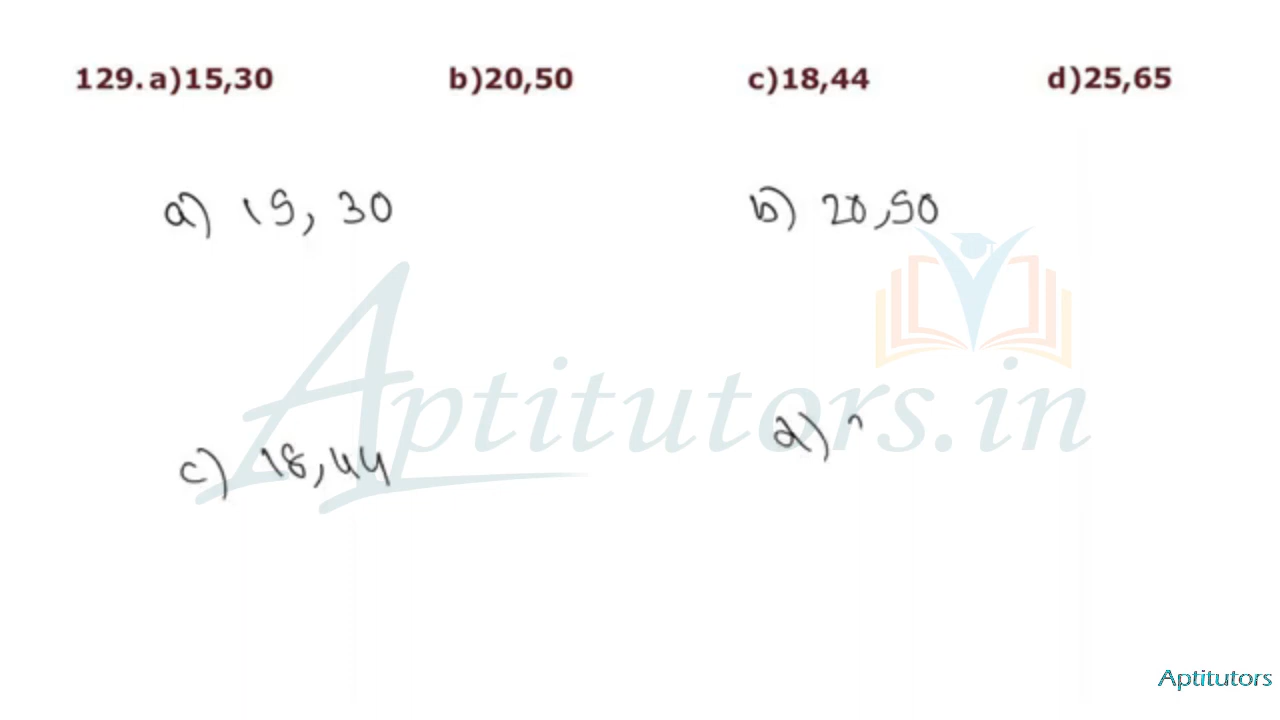 129. a)15,30 b)20,50 c)18,44 d)25,65
a) 15, 30 b) 20,50
Aptitutors.in
c) 18,44 d)
Aptitutors